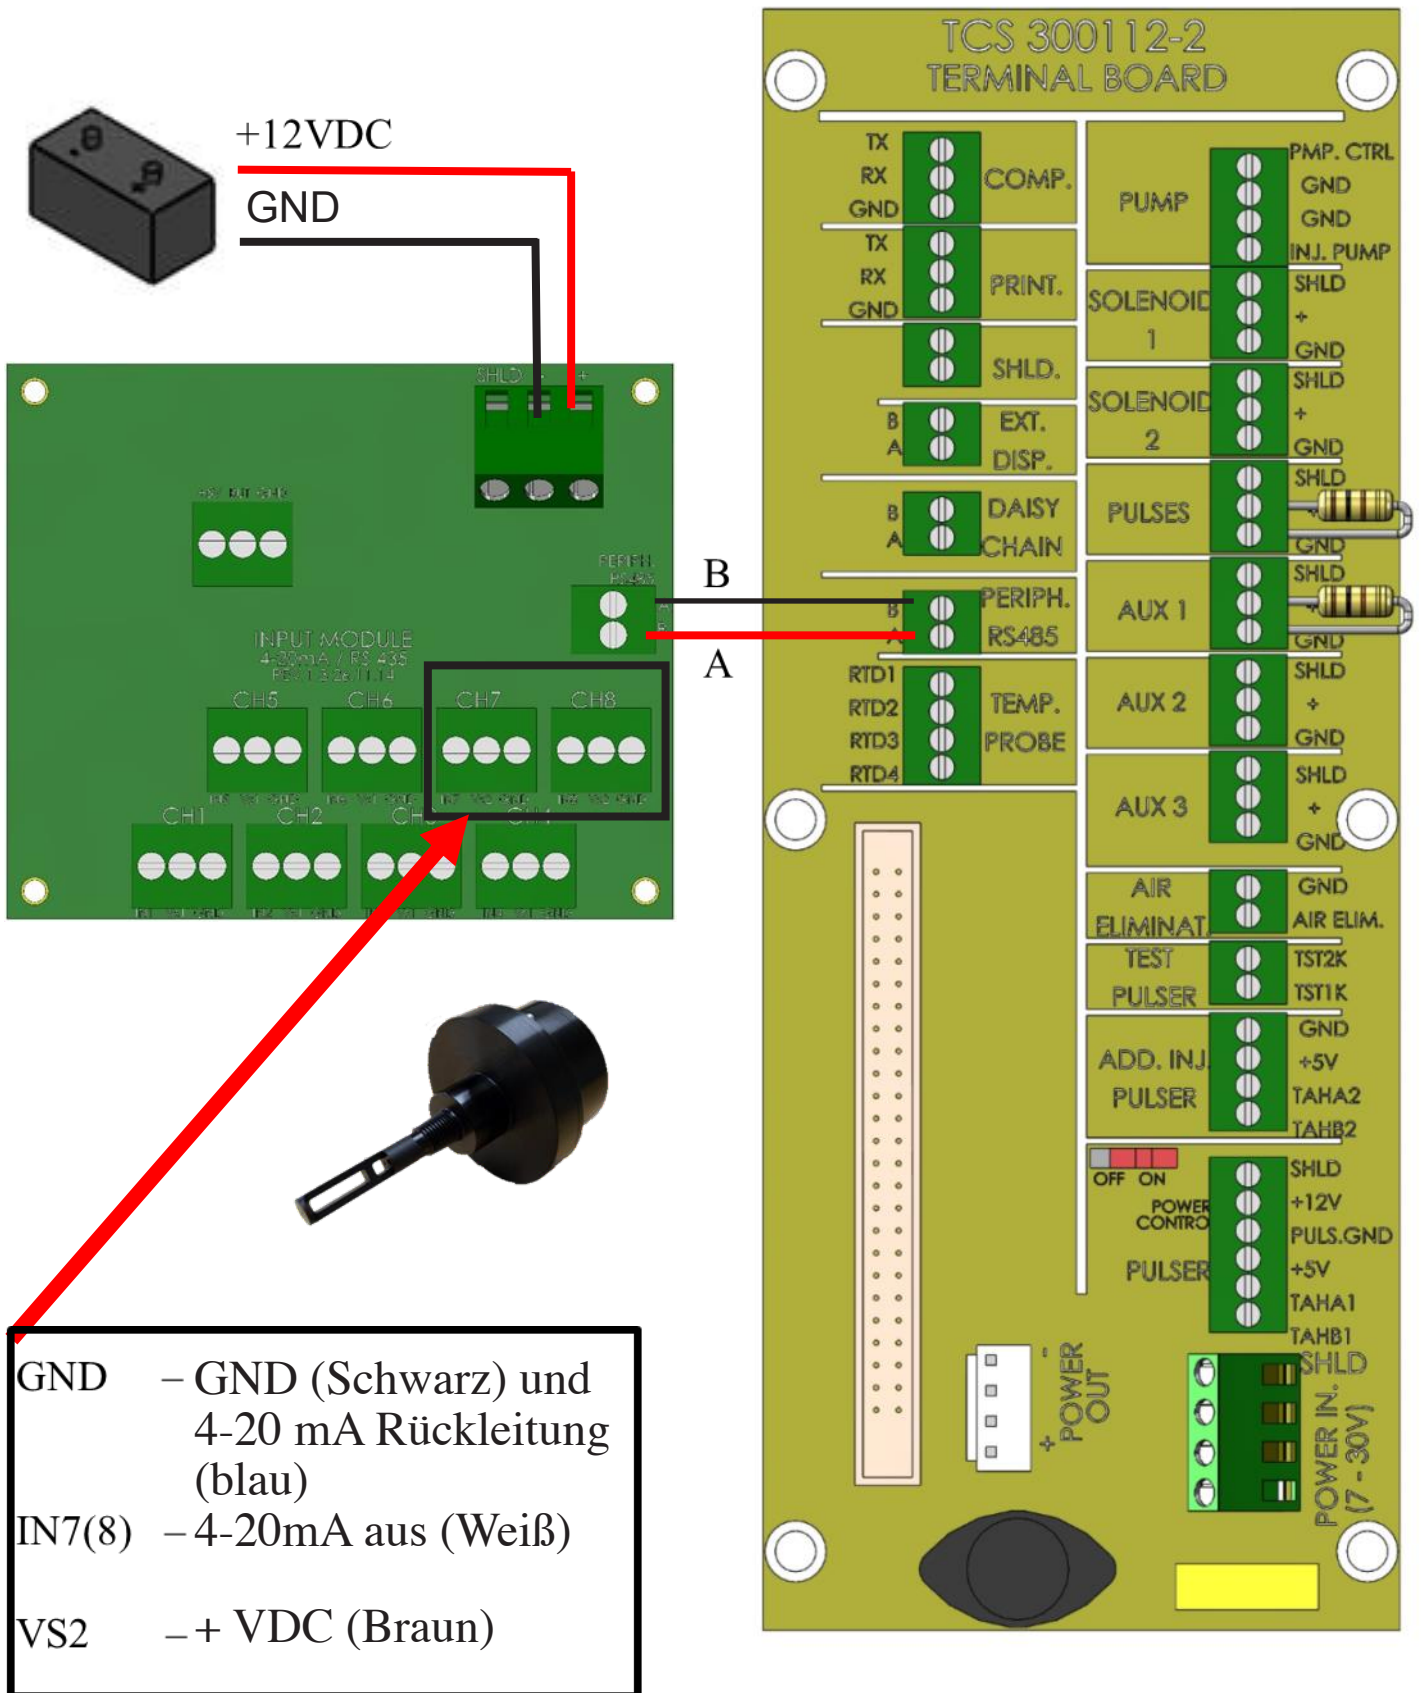 TCS 300112-2
TERMINAL BOARD
+12VDC
GND
SHLD - +
PERIPH.
RS485
A
INPUT MODULE
4-20mA / RS 485
CH5 CH6 CH7 CH8
CH1 CH2 CH3 CH4
B
A
TX
RX
GND
COMP.
TX
RX
GND
PRINT.
SHLD.
B
A
EXT.
DISP.
B
A
DAISY
CHAIN
B
A
PERIPH.
RS485
RTD1
RTD2
RTD3
RTD4
TEMP.
PROBE
PUMP
PMP. CTRL
GND
GND
INJ. PUMP
SOLENOID
1
SHLD
+
GND
SOLENOID
2
SHLD
+
GND
PULSES
SHLD
+
GND
AUX 1
SHLD
+
GND
AUX 2
SHLD
+
GND
AUX 3
SHLD
+
GND
AIR
ELIMINAT.
GND
AIR ELIM.
TEST
PULSER
TST2K
TST1K
ADD. INJ.
PULSER
GND
+5V
TAHA2
TAHB2
OFF ON
POWER
CONTRO
PULSER
SHLD
+12V
PULS.GND
+5V
TAHA1
TAHB1
- +
POWER
OUT
SHLD
POWER IN.
(7 - 30V)
GND – GND (Schwarz) und
4-20 mA Rückleitung
(blau)
IN7(8) – 4-20mA aus (Weiß)
VS2 – + VDC (Braun)